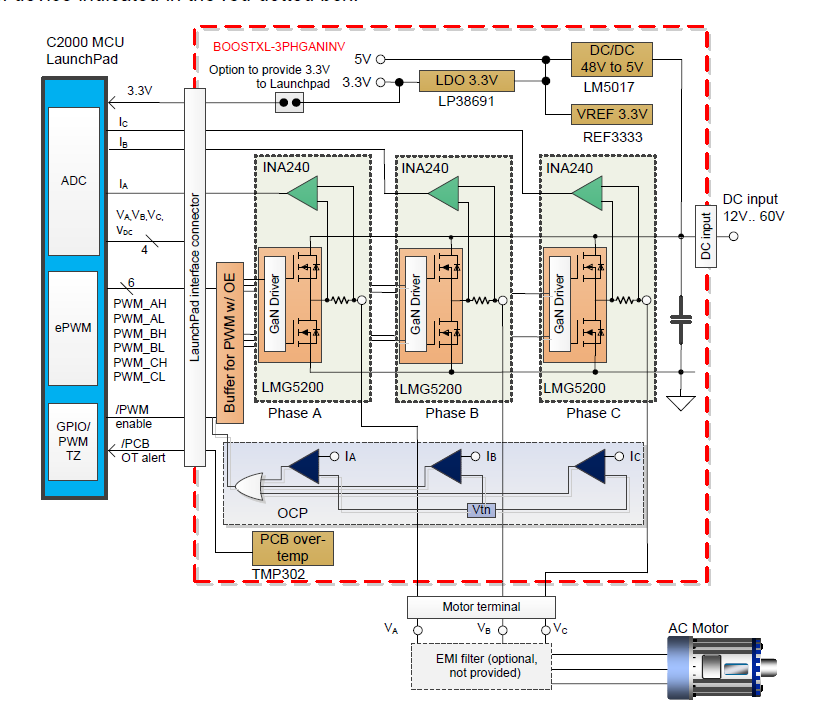 BOOSTXL-3PHGANINV
C2000 MCU
LaunchPad
Option to provide 3.3V
to Launchpad
5V
3.3V
LDO 3.3V
LP38691
DC/DC
48V to 5V
LM5017
VREF 3.3V
REF3333
3.3V
IC
IB
IA
ADC
VA,VB,VC,
VDC
4
LaunchPad interface connector
INA240
INA240
INA240
DC input
12V.. 60V
DC input
6
PWM_AH
PWM_AL
PWM_BH
PWM_BL
PWM_CH
PWM_CL
ePWM
Buffer for PWM w/ OE
GaN Driver
GaN Driver
GaN Driver
LMG5200
LMG5200
LMG5200
Phase A
Phase B
Phase C
GPIO/
PWM
TZ
/PWM
enable
/PCB
OT alert
IA
IB
IC
Vtn
OCP
PCB over-
temp
TMP302
Motor terminal
VA
VB
VC
EMI filter (optional,
not provided)
AC Motor